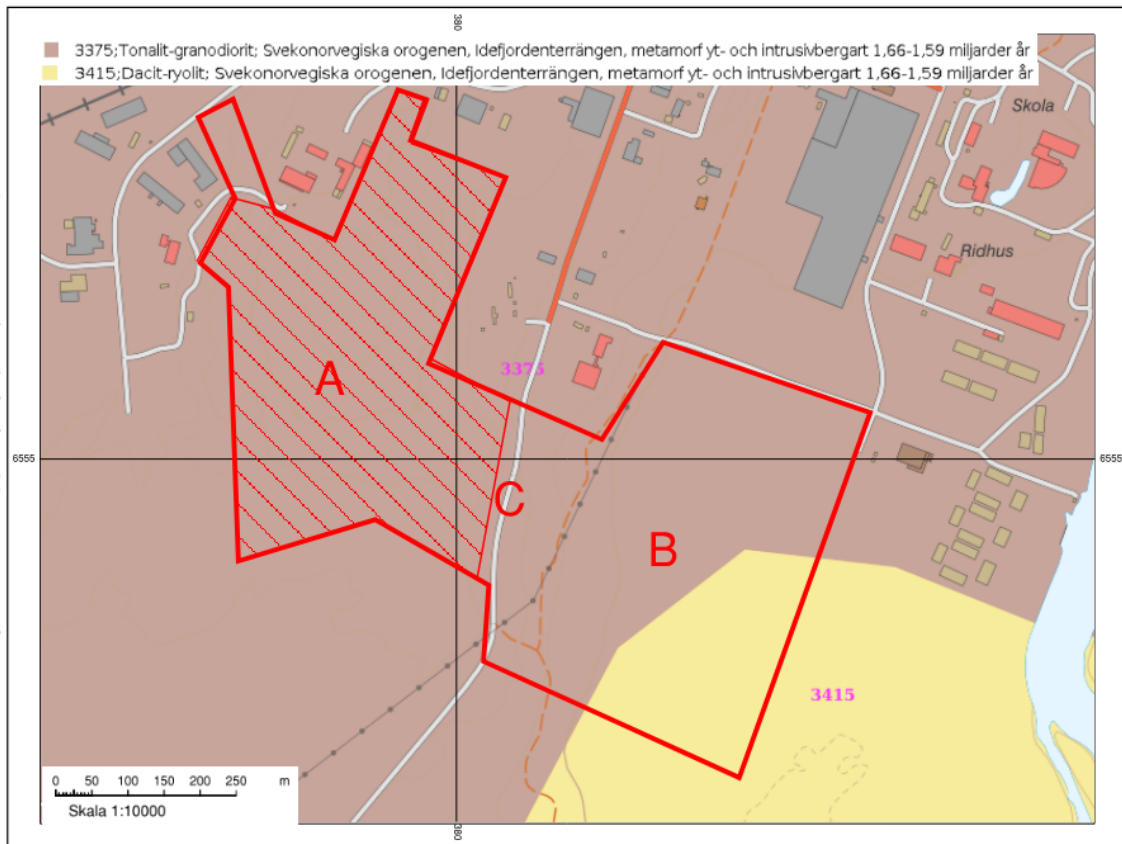 380
3375;Tonalit-granodiorit; Svekonorvegiska orogenen, Idefjordenterrängen, metamorf yt- och intrusivbergart 1,66-1,59 miljarder år
3415;Dacit-ryolit; Svekonorvegiska orogenen, Idefjordenterrängen, metamorf yt- och intrusivbergart 1,66-1,59 miljarder år
Skola
Ridhus
3375
A
6555
6555
C
B
3415
0 50 100 150 200 250 m
Skala 1:10000
380